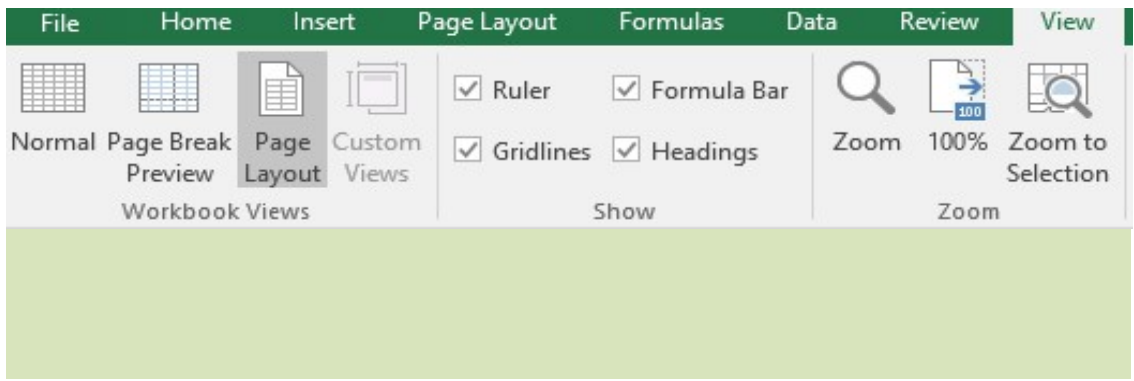 File Home Insert Page Layout Formulas Data Review View
Normal Page Break Preview Page Layout Custom Views
Ruler Formula Bar
Gridlines Headings
Zoom 100% Zoom to Selection
100
Workbook Views Show Zoom